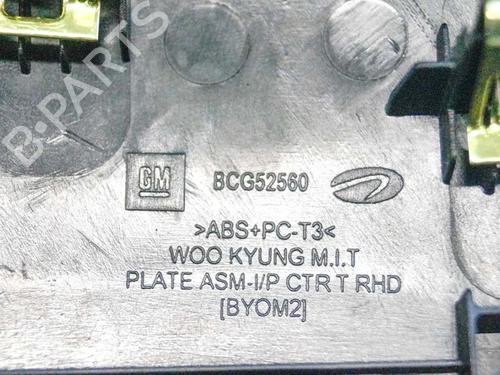 B-PARTS
GM BCG52560
>ABS+PC-T3<
WOO KYUNG M.I.T
PLATE ASM-I/P CTR T RHD
[BYOM2]